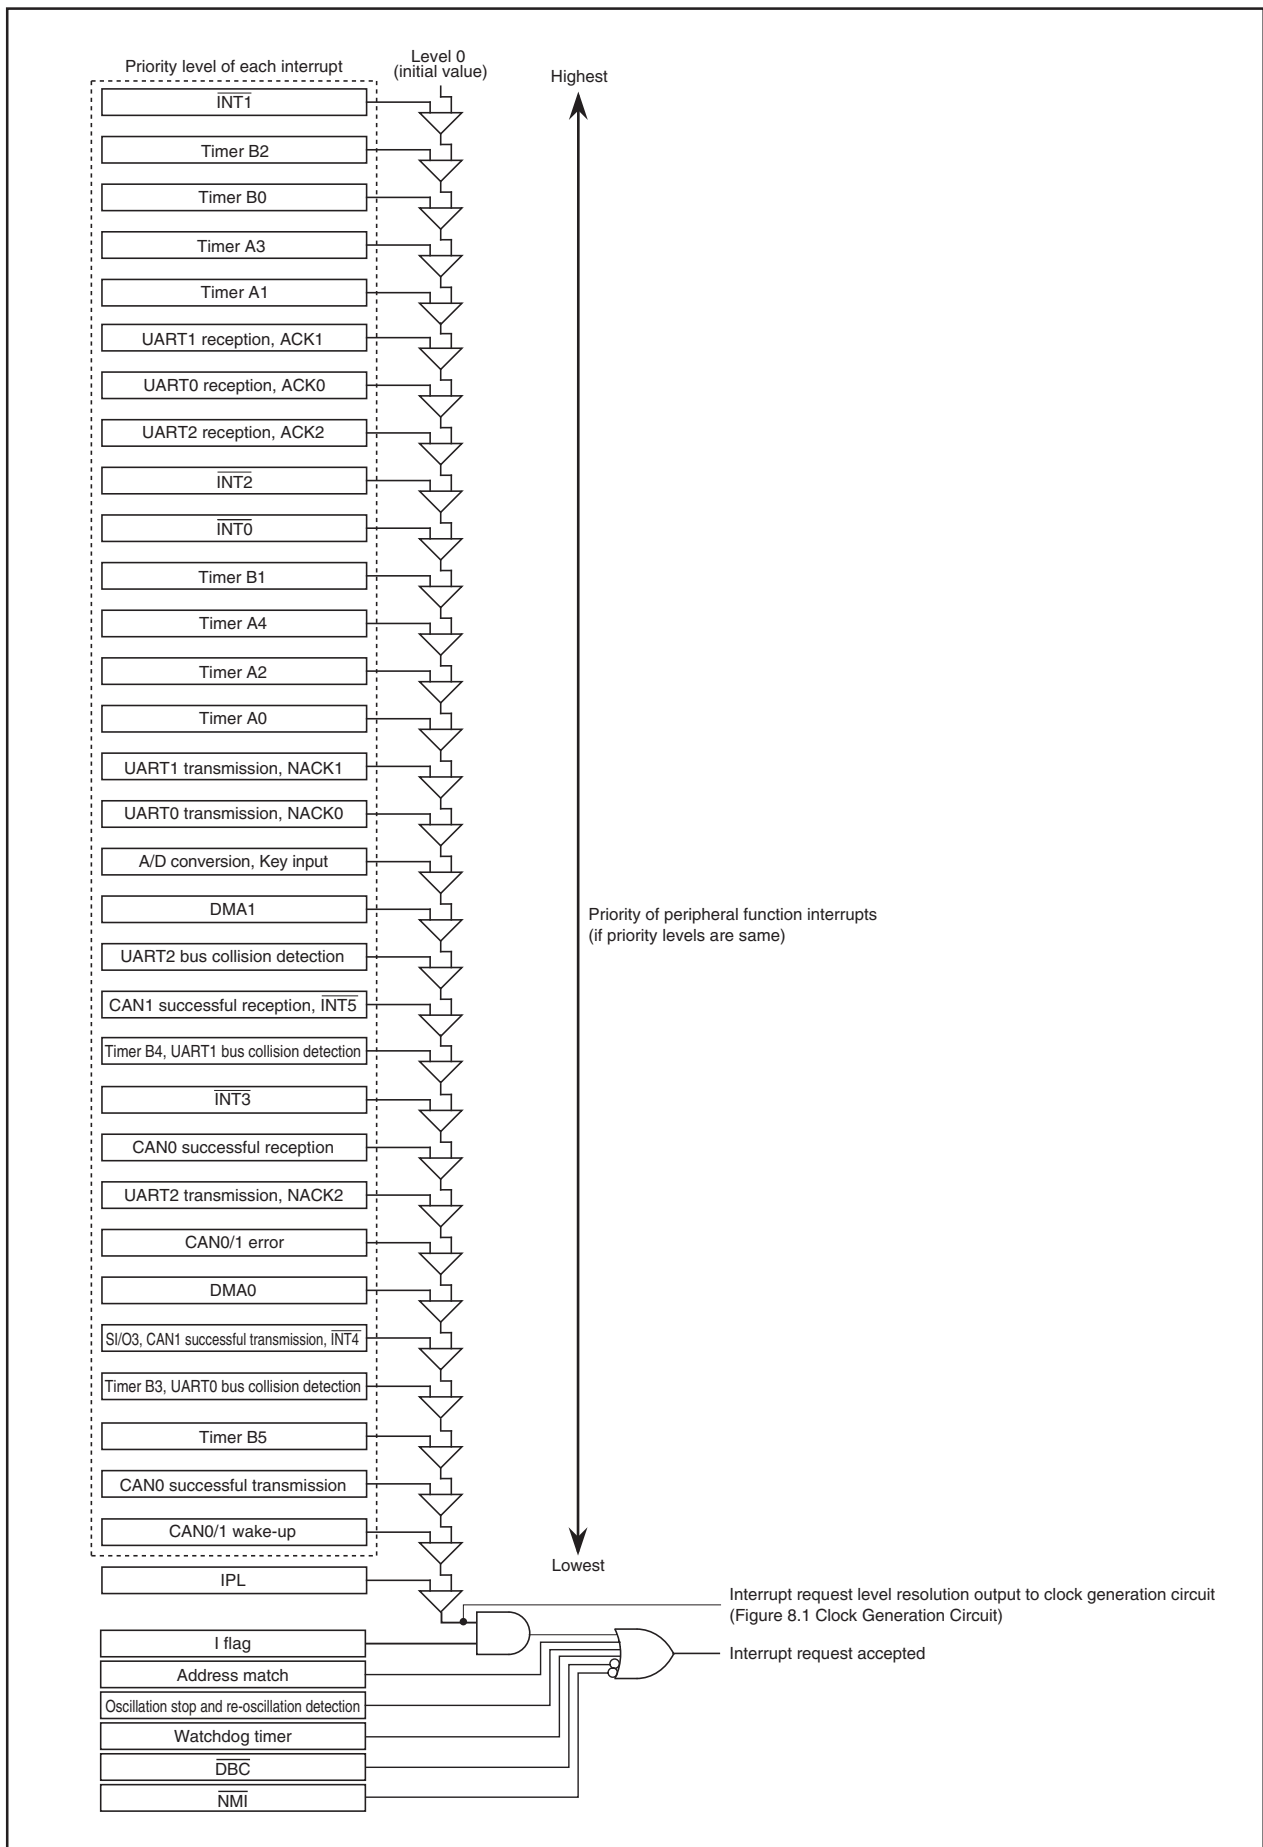 Priority level of each interrupt
Level 0
(initial value)
Highest
INT1
Timer B2
Timer B0
Timer A3
Timer A1
UART1 reception, ACK1
UART0 reception, ACK0
UART2 reception, ACK2
INT2
INT0
Timer B1
Timer A4
Timer A2
Timer A0
UART1 transmission, NACK1
UART0 transmission, NACK0
A/D conversion, Key input
DMA1
Priority of peripheral function interrupts
(if priority levels are same)
UART2 bus collision detection
CAN1 successful reception, INT5
Timer B4, UART1 bus collision detection
INT3
CAN0 successful reception
UART2 transmission, NACK2
CAN0/1 error
DMA0
SI/O3, CAN1 successful transmission, INT4
Timer B3, UART0 bus collision detection
Timer B5
CAN0 successful transmission
CAN0/1 wake-up
Lowest
IPL
Interrupt request level resolution output to clock generation circuit
(Figure 8.1 Clock Generation Circuit)
I flag
Interrupt request accepted
Address match
Oscillation stop and re-oscillation detection
Watchdog timer
DBC
NMI